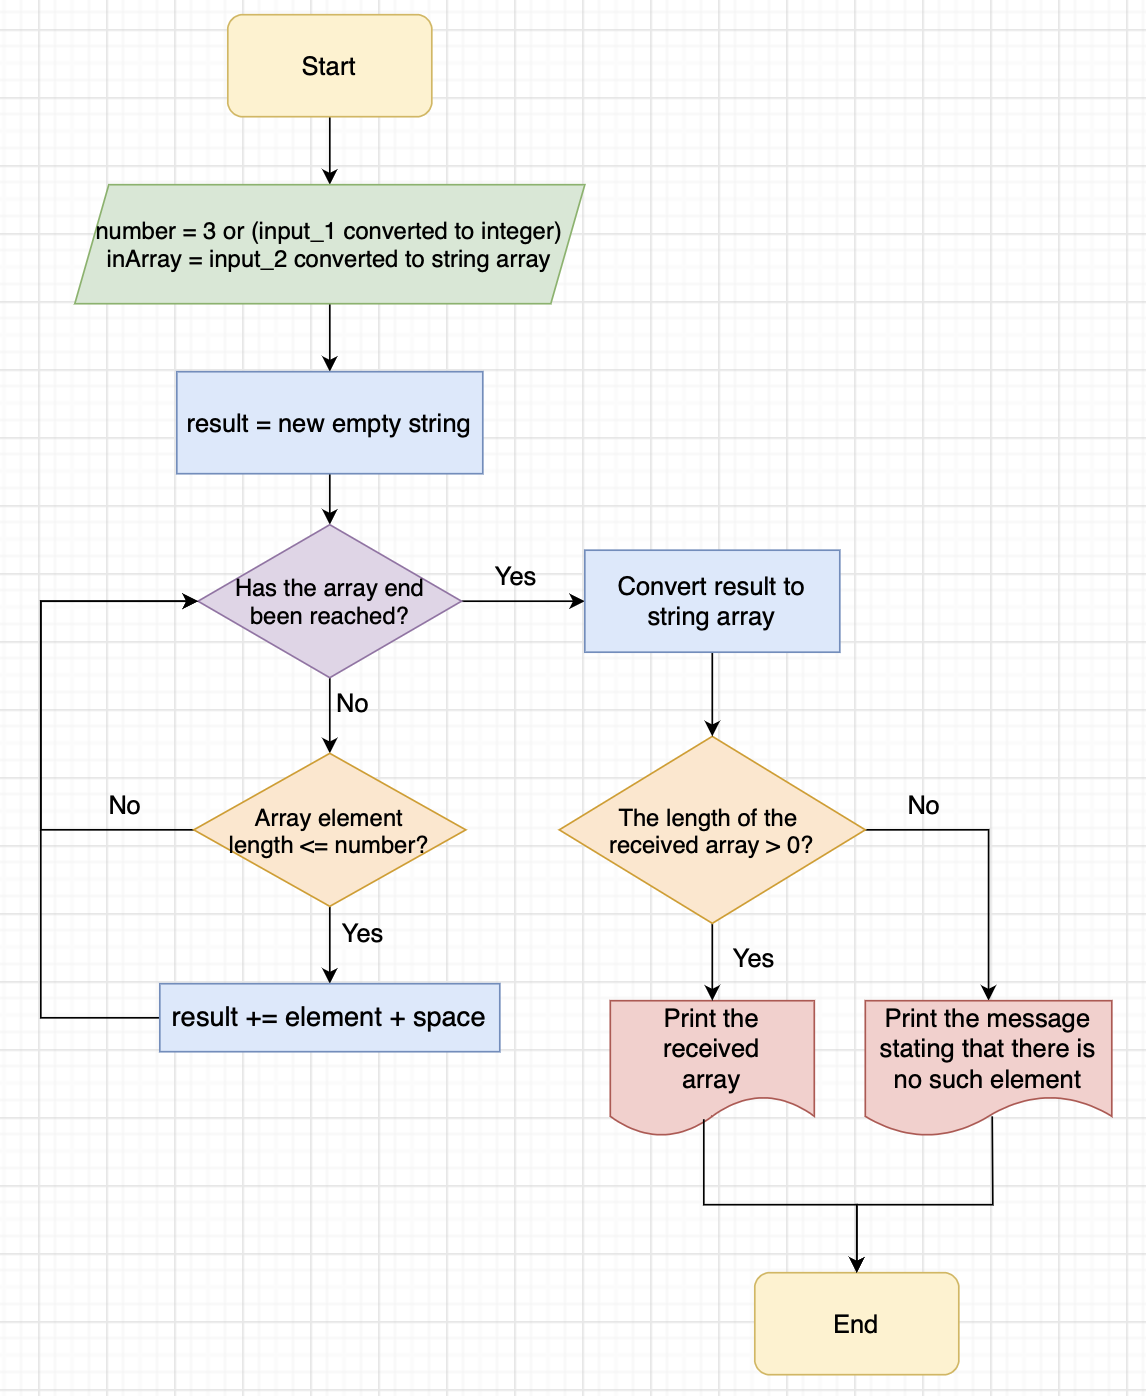 Start
number = 3 or (input_1 converted to integer)
inArray = input_2 converted to string array
result = new empty string
Has the array end
been reached?
Yes
Convert result to
string array
No
Array element
length <= number?
No
Yes
result += element + space
The length of the
received array > 0?
No
Yes
Print the
received
array
Print the message
stating that there is
no such element
End